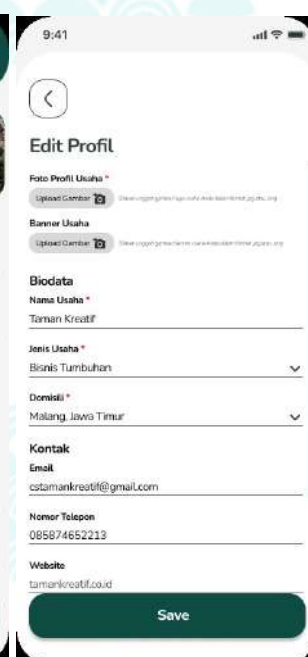 9:41
Edit Profil
Foto Profil Usaha *
Upload Gambar
Banner Usaha
Upload Gambar
Biodata
Nama Usaha *
Taman Kreatif
Jenis Usaha *
Bisnis Tumbuhan
Domisili *
Malang, Jawa Timur
Kontak
Email
cstamankreatif@gmail.com
Nomor Telepon
085874652213
Website
tamankreatif.co.id
Save